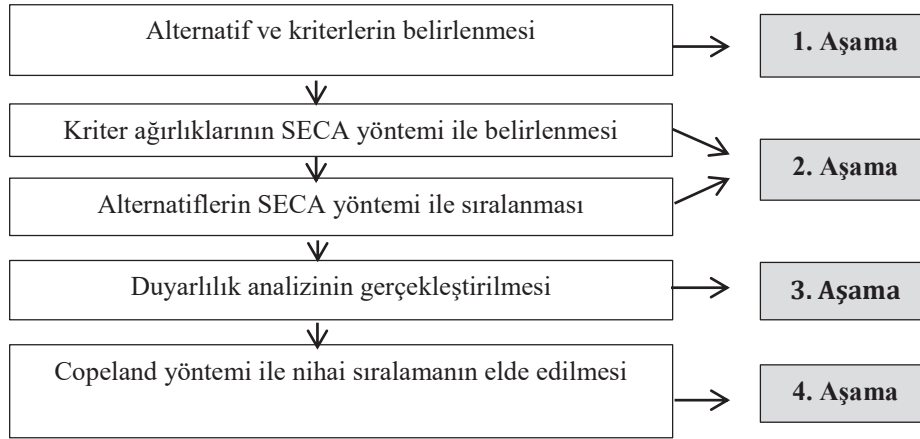 Alternatif ve kriterlerin belirlenmesi
1. Aşama
Kriter ağırlıklarının SECA yöntemi ile belirlenmesi
2. Aşama
Alternatiflerin SECA yöntemi ile sıralanması
Duyarlılık analizinin gerçekleştirilmesi
3. Aşama
Copeland yöntemi ile nihai sıralamanın elde edilmesi
4. Aşama